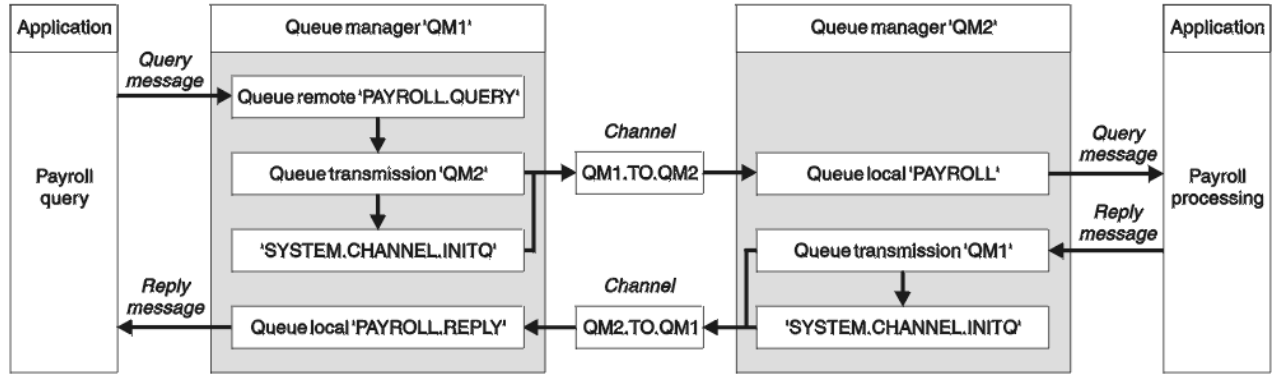 Application
Queue manager 'QM1'
Queue manager 'QM2'
Application
Query
message
Queue remote 'PAYROLL.QUERY'
Channel
Query
message
Payroll
query
Queue transmission 'QM2'
QM1.TO.QM2
Queue local 'PAYROLL'
Payroll
processing
Reply
message
'SYSTEM.CHANNEL.INITQ'
Queue transmission 'QM1'
Reply
message
Channel
Queue local 'PAYROLL.REPLY'
QM2.TO.QM1
'SYSTEM.CHANNEL.INITQ'